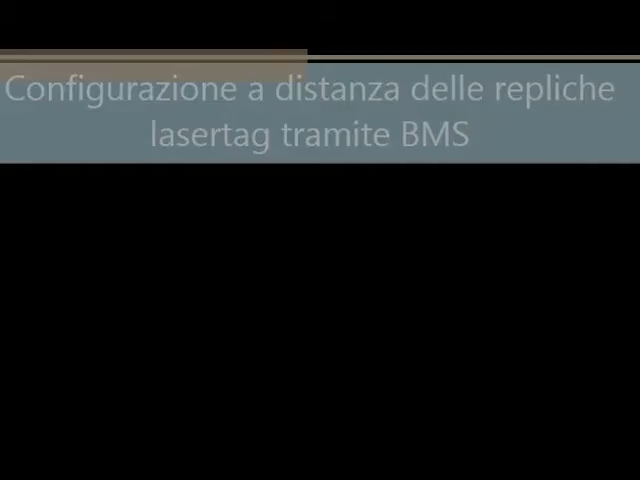 Configurazione a distanza delle repliche
lasertag tramite BMS